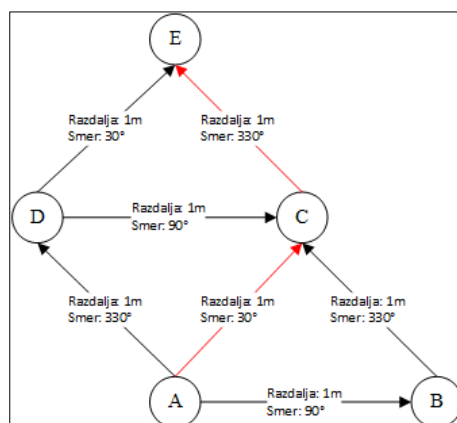 E
Razdalja: 1m
Smer: 30°
Razdalja: 1m
Smer: 330°
D
Razdalja: 1m
Smer: 90°
C
Razdalja: 1m
Smer: 330°
Razdalja: 1m
Smer: 30°
Razdalja: 1m
Smer: 330°
A
Razdalja: 1m
Smer: 90°
B